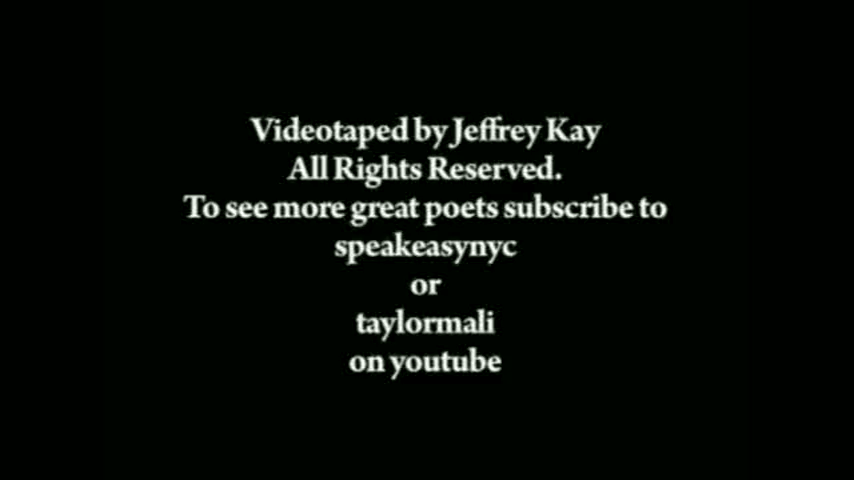 Videotaped by Jeffrey Kay
All Rights Reserved.
To see more great poets subscribe to
speakeasynyc
or
taylormali
on youtube